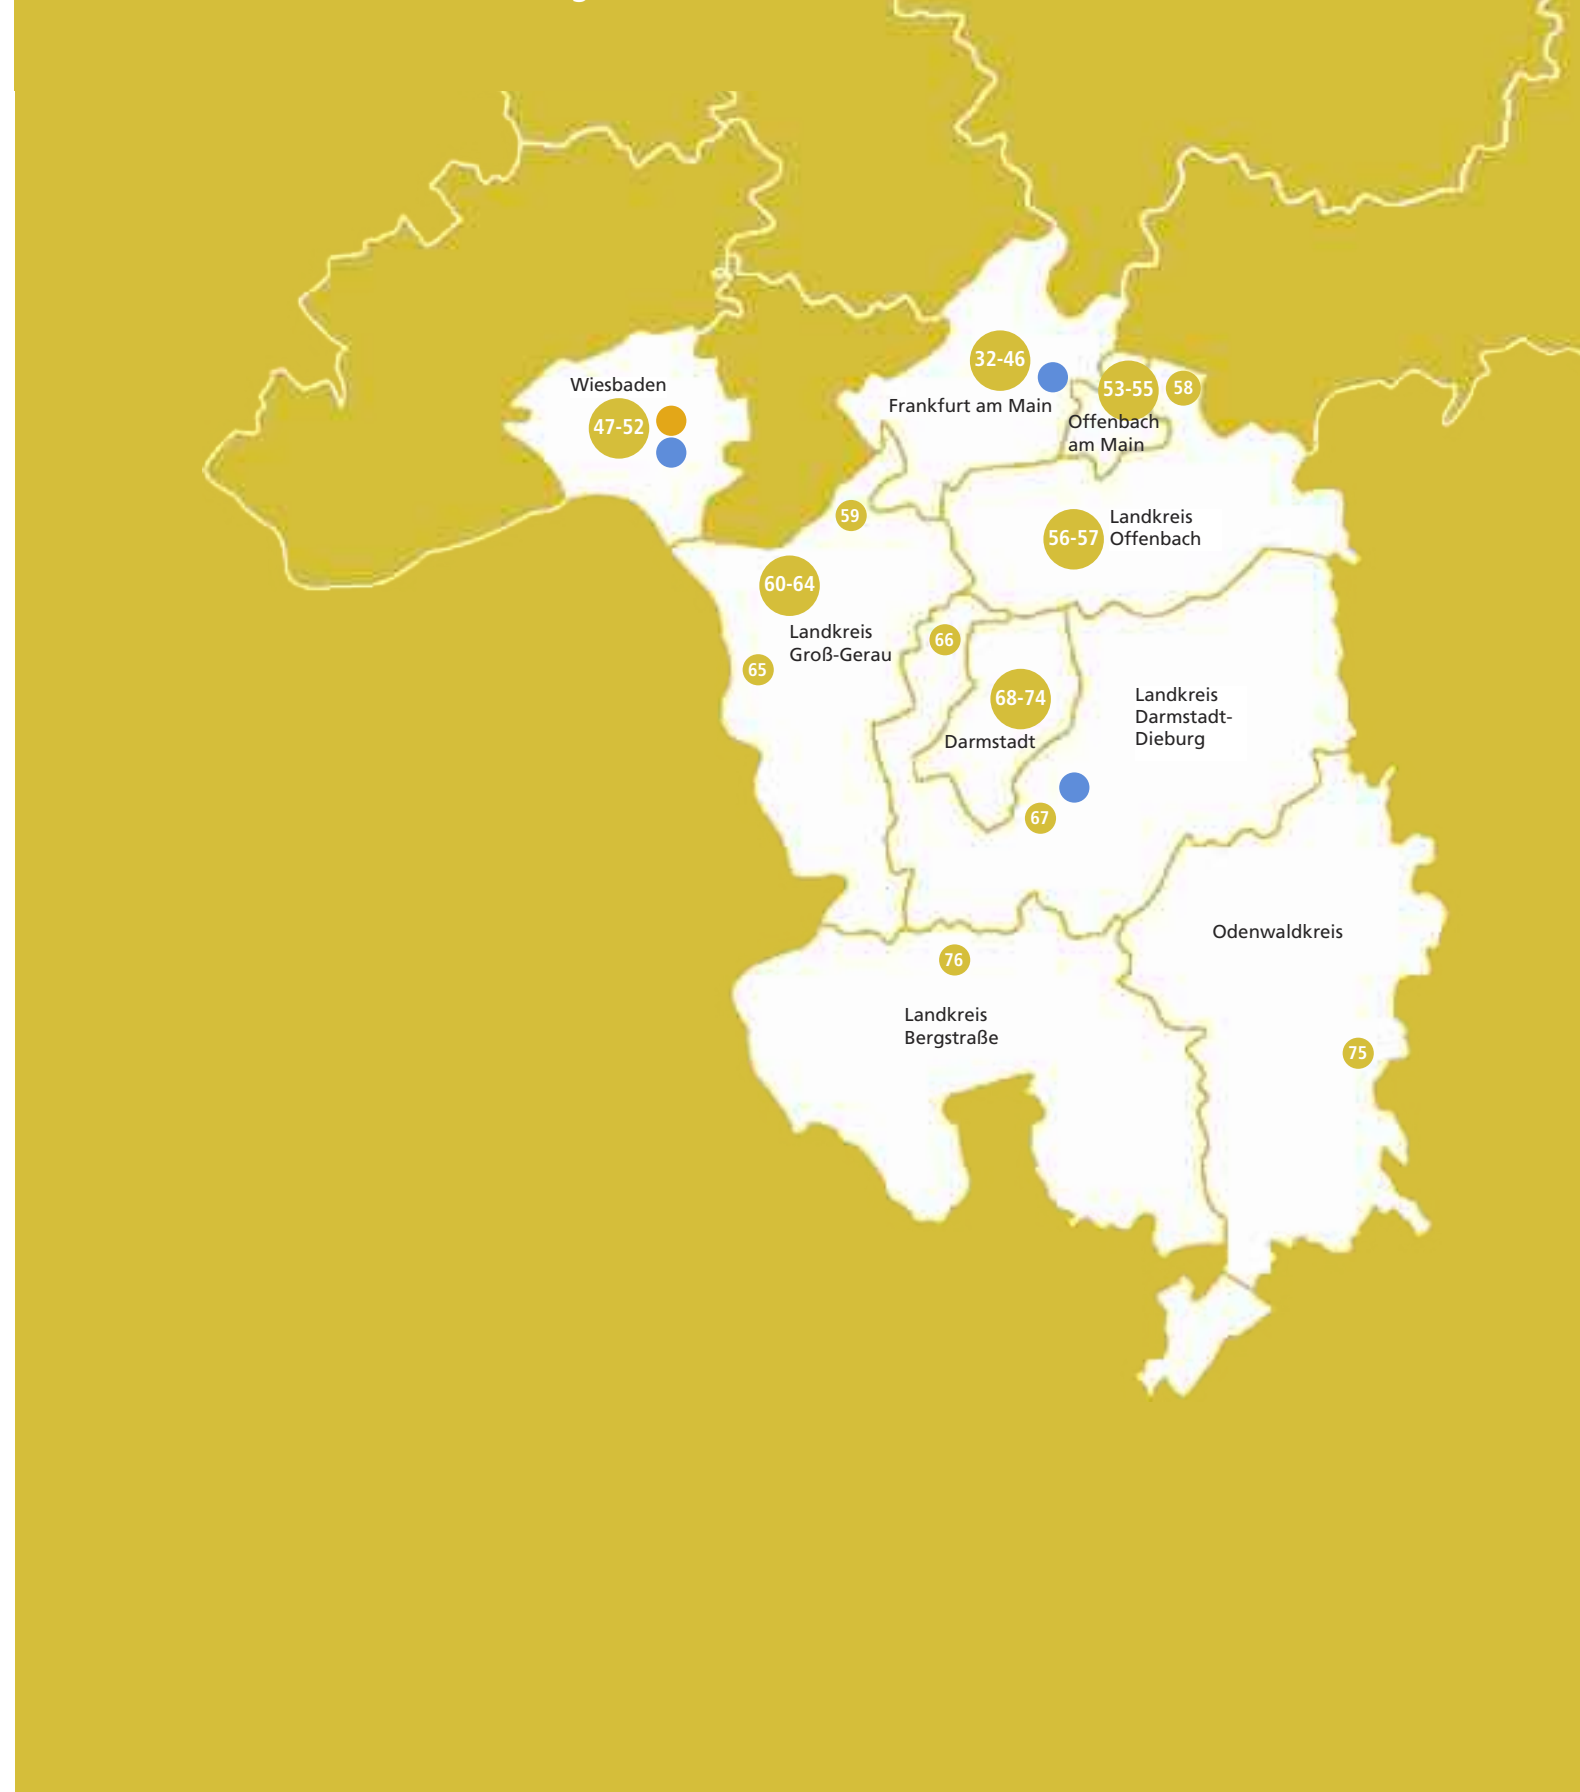 32-46
Frankfurt am Main
Wiesbaden
47-52
53-55
58
Offenbach
am Main
59
56-57
Landkreis
Offenbach
60-64
Landkreis
Groß-Gerau
65
66
68-74
Darmstadt
Landkreis
Darmstadt-
Dieburg
67
Odenwaldkreis
76
Landkreis
Bergstraße
75